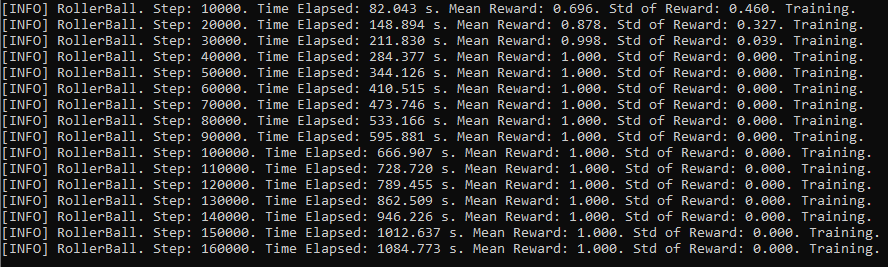 [INFO] RollerBall. Step: 10000. Time Elapsed: 82.043 s. Mean Reward: 0.696. Std of Reward: 0.460. Training.
[INFO] RollerBall. Step: 20000. Time Elapsed: 148.894 s. Mean Reward: 0.878. Std of Reward: 0.327. Training.
[INFO] RollerBall. Step: 30000. Time Elapsed: 211.830 s. Mean Reward: 0.998. Std of Reward: 0.039. Training.
[INFO] RollerBall. Step: 40000. Time Elapsed: 284.377 s. Mean Reward: 1.000. Std of Reward: 0.000. Training.
[INFO] RollerBall. Step: 50000. Time Elapsed: 344.126 s. Mean Reward: 1.000. Std of Reward: 0.000. Training.
[INFO] RollerBall. Step: 60000. Time Elapsed: 410.515 s. Mean Reward: 1.000. Std of Reward: 0.000. Training.
[INFO] RollerBall. Step: 70000. Time Elapsed: 473.746 s. Mean Reward: 1.000. Std of Reward: 0.000. Training.
[INFO] RollerBall. Step: 80000. Time Elapsed: 533.166 s. Mean Reward: 1.000. Std of Reward: 0.000. Training.
[INFO] RollerBall. Step: 90000. Time Elapsed: 595.881 s. Mean Reward: 1.000. Std of Reward: 0.000. Training.
[INFO] RollerBall. Step: 100000. Time Elapsed: 666.907 s. Mean Reward: 1.000. Std of Reward: 0.000. Training.
[INFO] RollerBall. Step: 110000. Time Elapsed: 728.720 s. Mean Reward: 1.000. Std of Reward: 0.000. Training.
[INFO] RollerBall. Step: 120000. Time Elapsed: 789.455 s. Mean Reward: 1.000. Std of Reward: 0.000. Training.
[INFO] RollerBall. Step: 130000. Time Elapsed: 862.509 s. Mean Reward: 1.000. Std of Reward: 0.000. Training.
[INFO] RollerBall. Step: 140000. Time Elapsed: 946.226 s. Mean Reward: 1.000. Std of Reward: 0.000. Training.
[INFO] RollerBall. Step: 150000. Time Elapsed: 1012.637 s. Mean Reward: 1.000. Std of Reward: 0.000. Training.
[INFO] RollerBall. Step: 160000. Time Elapsed: 1084.773 s. Mean Reward: 1.000. Std of Reward: 0.000. Training.